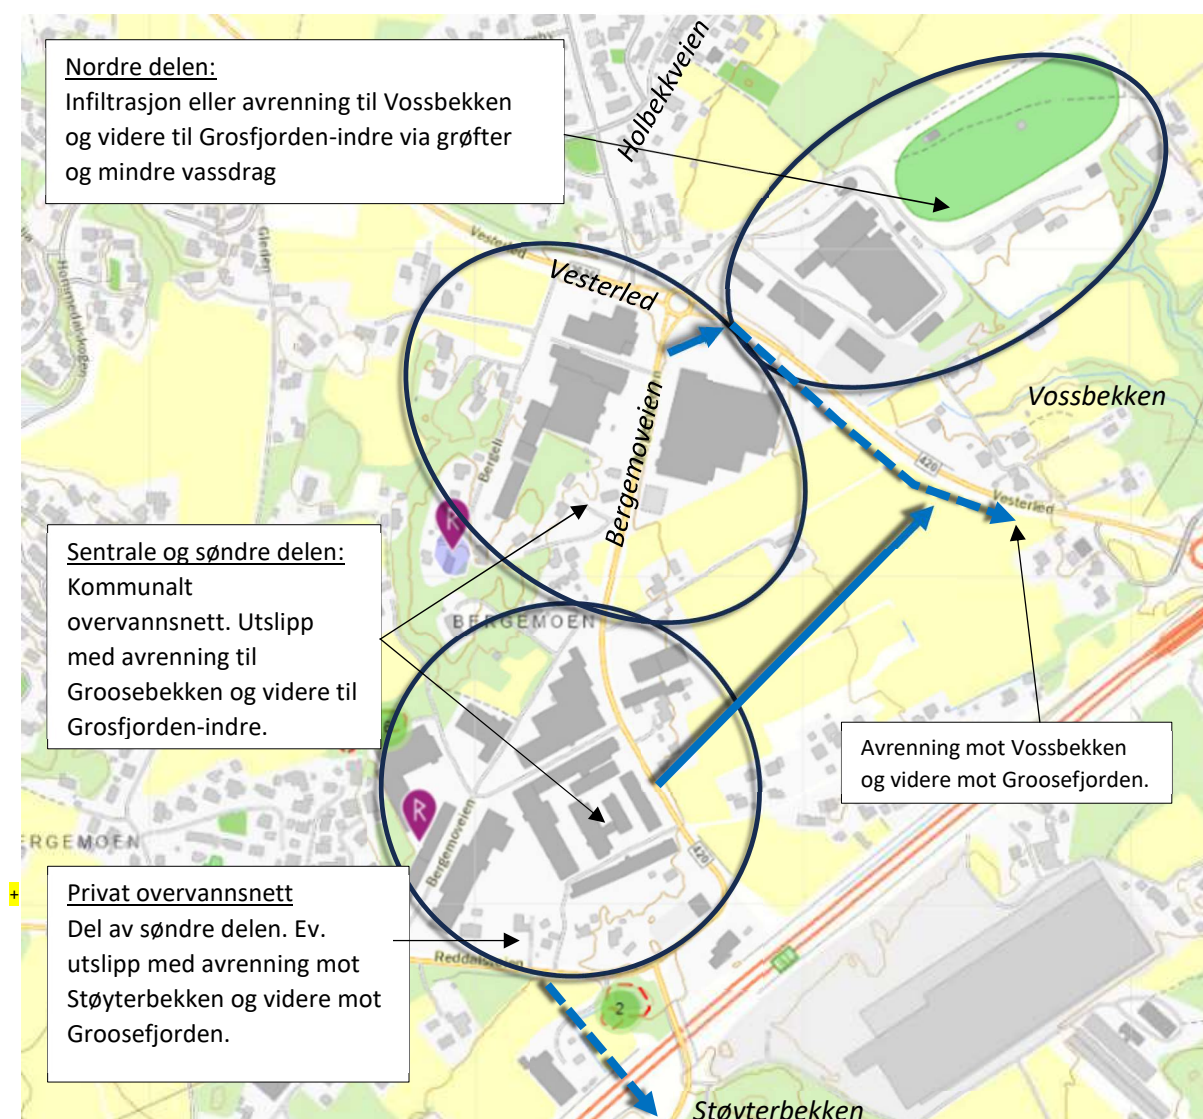 Nordre delen:
Infiltrasjon eller avrenning til Vossbekken
og videre til Grosfjorden-indre via grøfter
og mindre vassdrag
Holbekkveien
Vesterled
Vesterled
Gleflen
Hommedalskogen
Bergemoveien
Bergeli
Vossbekken
420
Vesterled
R
Sentrale og søndre delen:
Kommunalt
overvannsnett. Utslipp
med avrenning til
Groosebekken og videre til
Grosfjorden-indre.
BERGEMOEN
Avrenning mot Vossbekken
og videre mot Groosefjorden.
R
Bergemoveien
420
ERGEMOEN
+
Privat overvannsnett
Del av søndre delen. Ev.
utslipp med avrenning mot
Støyterbekken og videre mot
Groosefjorden.
Reddalsveien
2
Støyterbekken